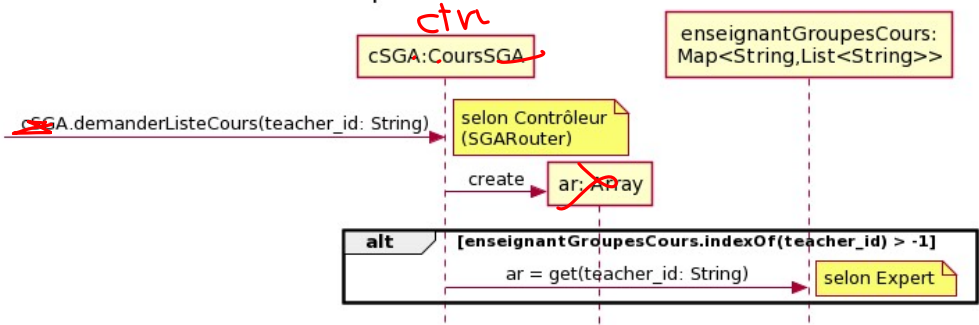 ctr
cSGA:CoursSGA
enseignantGroupesCours:
Map<String,List<String>>
cSGA.demanderListeCours(teacher_id: String)
selon Contrôleur
(SGARouter)
create
ar: Array
alt
[enseignantGroupesCours.indexOf(teacher_id) > -1]
ar = get(teacher_id: String)
selon Expert